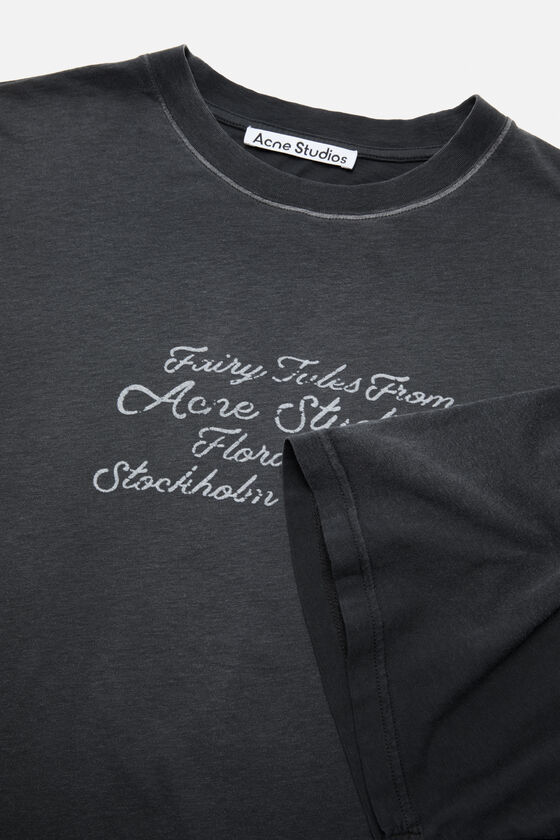 Acne Studios
Fairy Tales From
Acne
Stockholm